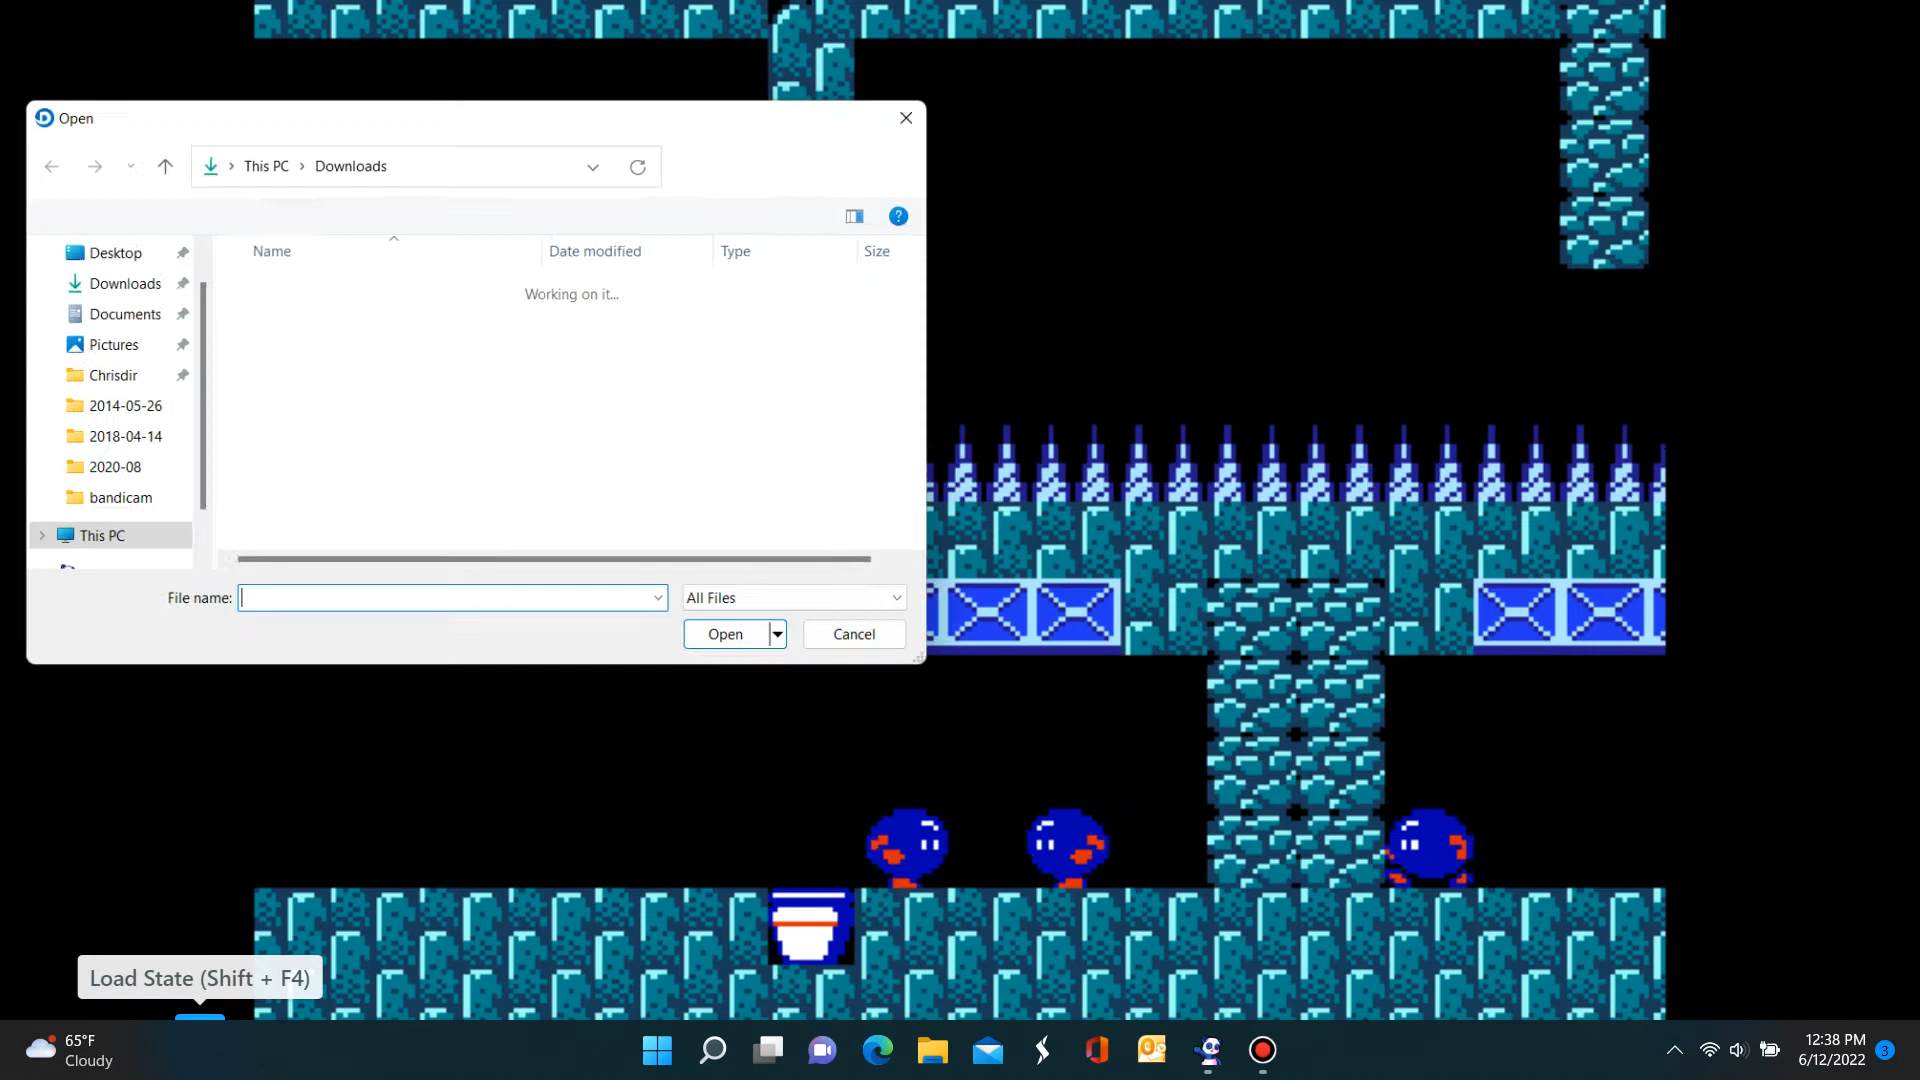 Open
This PC > Downloads
Name
Date modified
Type
Size
Working on it...
Desktop
Downloads
Documents
Pictures
Chrisdir
2014-05-26
2018-04-14
2020-08
bandicam
This PC
File name:
All Files
Open
Cancel
Load State (Shift + F4)
65°F
Cloudy
12:38 PM
6/12/2022
3